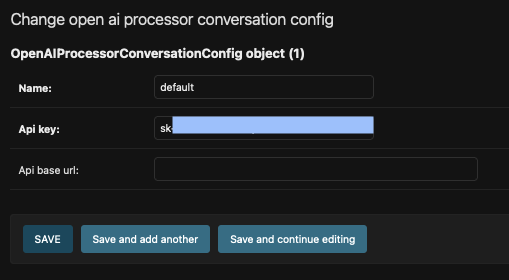 Change open ai processor conversation config
OpenAIProcessorConversationConfig object (1)
Name: default
Api key: sk-
Api base url:
SAVE Save and add another Save and continue editing